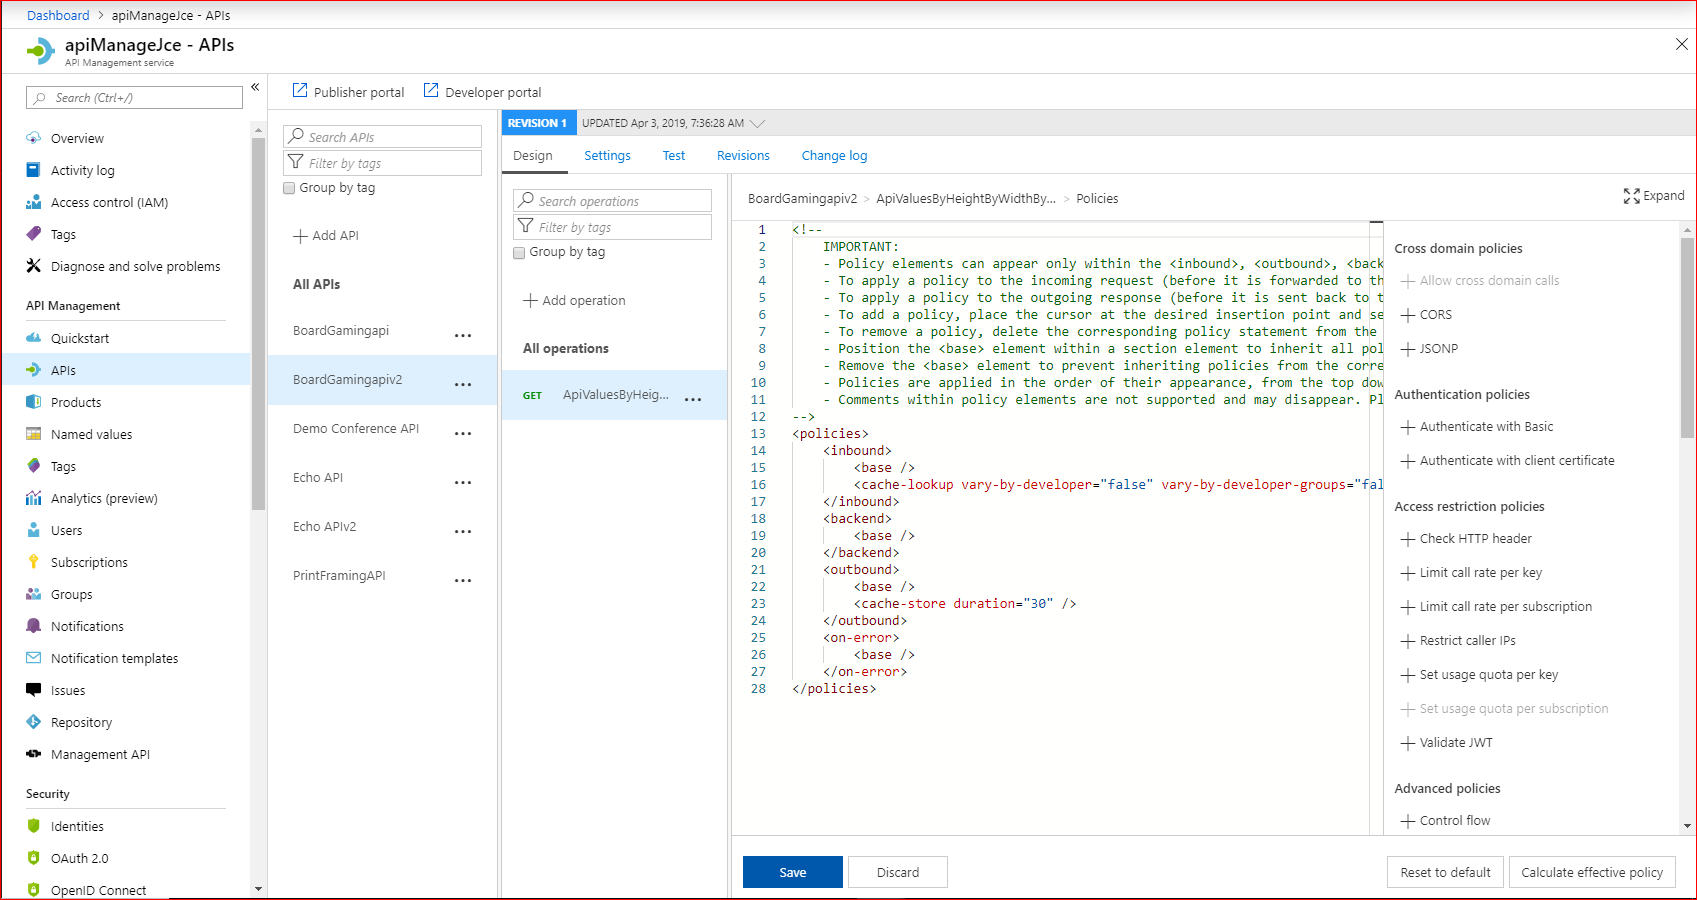 Dashboard > apiManageJce - APIs
apiManageJce - APIs
API Management service
Search (Ctrl+/)
«
Overview
Activity log
Access control (IAM)
Tags
Diagnose and solve problems
API Management
Quickstart
APIs
Products
Named values
Tags
Analytics (preview)
Users
Subscriptions
Groups
Notifications
Notification templates
Issues
Repository
Management API
Security
Identities
OAuth 2.0
OpenID Connect
Publisher portal
Developer portal
Search APIs
Filter by tags
Group by tag
+ Add API
All APIs
BoardGamingapi ...
BoardGamingapiv2 ...
Demo Conference API ...
Echo API ...
Echo APIv2 ...
PrintFramingAPI ...
REVISION 1 UPDATED Apr 3, 2019, 7:36:28 AM
Design Settings Test Revisions Change log
Search operations
Filter by tags
Group by tag
+ Add operation
All operations
GET ApiValuesByHeig... ...
BoardGamingapiv2 > ApiValuesByHeightByWidthBy... > Policies
Expand
1 <!--
2 IMPORTANT:
3 - Policy elements can appear only within the <inbound>, <outbound>, <back
4 - To apply a policy to the incoming request (before it is forwarded to th
5 - To apply a policy to the outgoing response (before it is sent back to t
6 - To add a policy, place the cursor at the desired insertion point and se
7 - To remove a policy, delete the corresponding policy statement from the
8 - Position the <base> element within a section element to inherit all pol
9 - Remove the <base> element to prevent inheriting policies from the corre
10 - Policies are applied in the order of their appearance, from the top dow
11 - Comments within policy elements are not supported and may disappear. Pl
12 -->
13 <policies>
14 <inbound>
15 <base />
16 <cache-lookup vary-by-developer="false" vary-by-developer-groups="fal
17 </inbound>
18 <backend>
19 <base />
20 </backend>
21 <outbound>
22 <base />
23 <cache-store duration="30" />
24 </outbound>
25 <on-error>
26 <base />
27 </on-error>
28 </policies>
Cross domain policies
+ Allow cross domain calls
+ CORS
+ JSONP
Authentication policies
+ Authenticate with Basic
+ Authenticate with client certificate
Access restriction policies
+ Check HTTP header
+ Limit call rate per key
+ Limit call rate per subscription
+ Restrict caller IPs
+ Set usage quota per key
+ Set usage quota per subscription
+ Validate JWT
Advanced policies
+ Control flow
Save Discard Reset to default Calculate effective policy